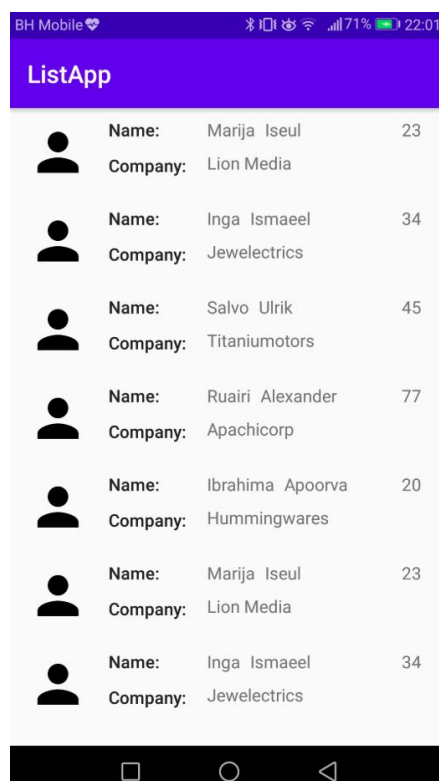 BH Mobile 71% 22:01
ListApp
Name: Marija Iseul 23
Company: Lion Media
Name: Inga Ismaeel 34
Company: Jewelectrics
Name: Salvo Ulrik 45
Company: Titaniumotors
Name: Ruairi Alexander 77
Company: Apachicorp
Name: Ibrahima Apoorva 20
Company: Hummingwares
Name: Marija Iseul 23
Company: Lion Media
Name: Inga Ismaeel 34
Company: Jewelectrics